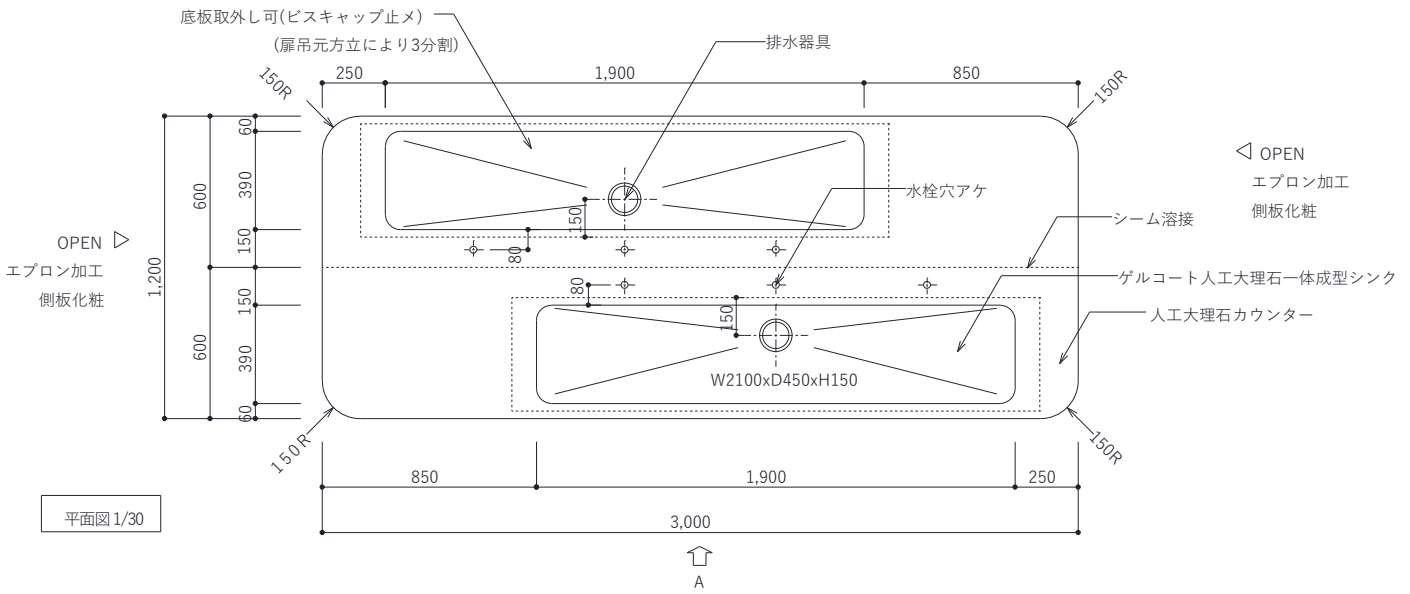 底板取外し可(ビスキャップ止メ)
(扉吊元方立により3分割)
排水器具
150R
250
1,900
850
150R
60
390
150
600
1,200
150
390
60
600
OPEN
エプロン加工
側板化粧
OPEN
エプロン加工
側板化粧
水栓穴アケ
シーム溶接
ゲルコート人工大理石一体成型シンク
人工大理石カウンター
150
80
80
150
W2100xD450xH150
150R
150R
850
1,900
250
3,000
平面図 1/30
A